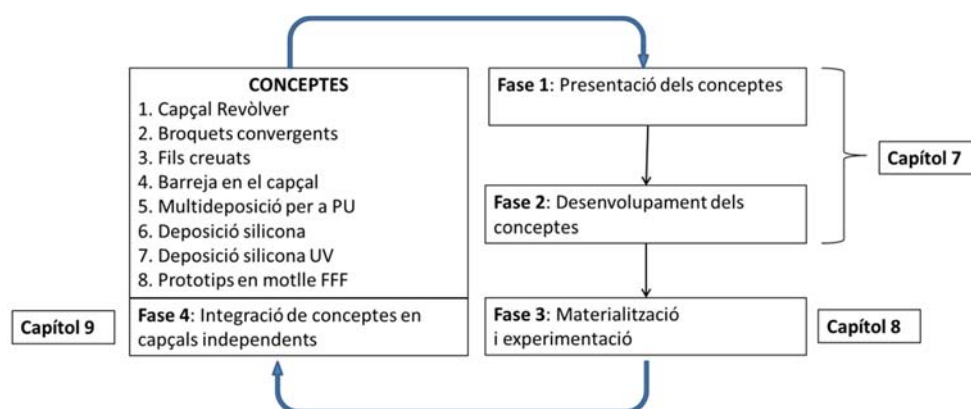 CONCEPTES
1. Capçal Revòlver
2. Broquets convergents
3. Fils creuats
4. Barreja en el capçal
5. Multideposició per a PU
6. Deposició silicona
7. Deposició silicona UV
8. Prototips en motlle FFF
Fase 4: Integració de conceptes en
capçals independents
Capítol 9
Fase 1: Presentació dels conceptes
Fase 2: Desenvolupament dels
conceptes
Capítol 7
Fase 3: Materialització
i experimentació
Capítol 8